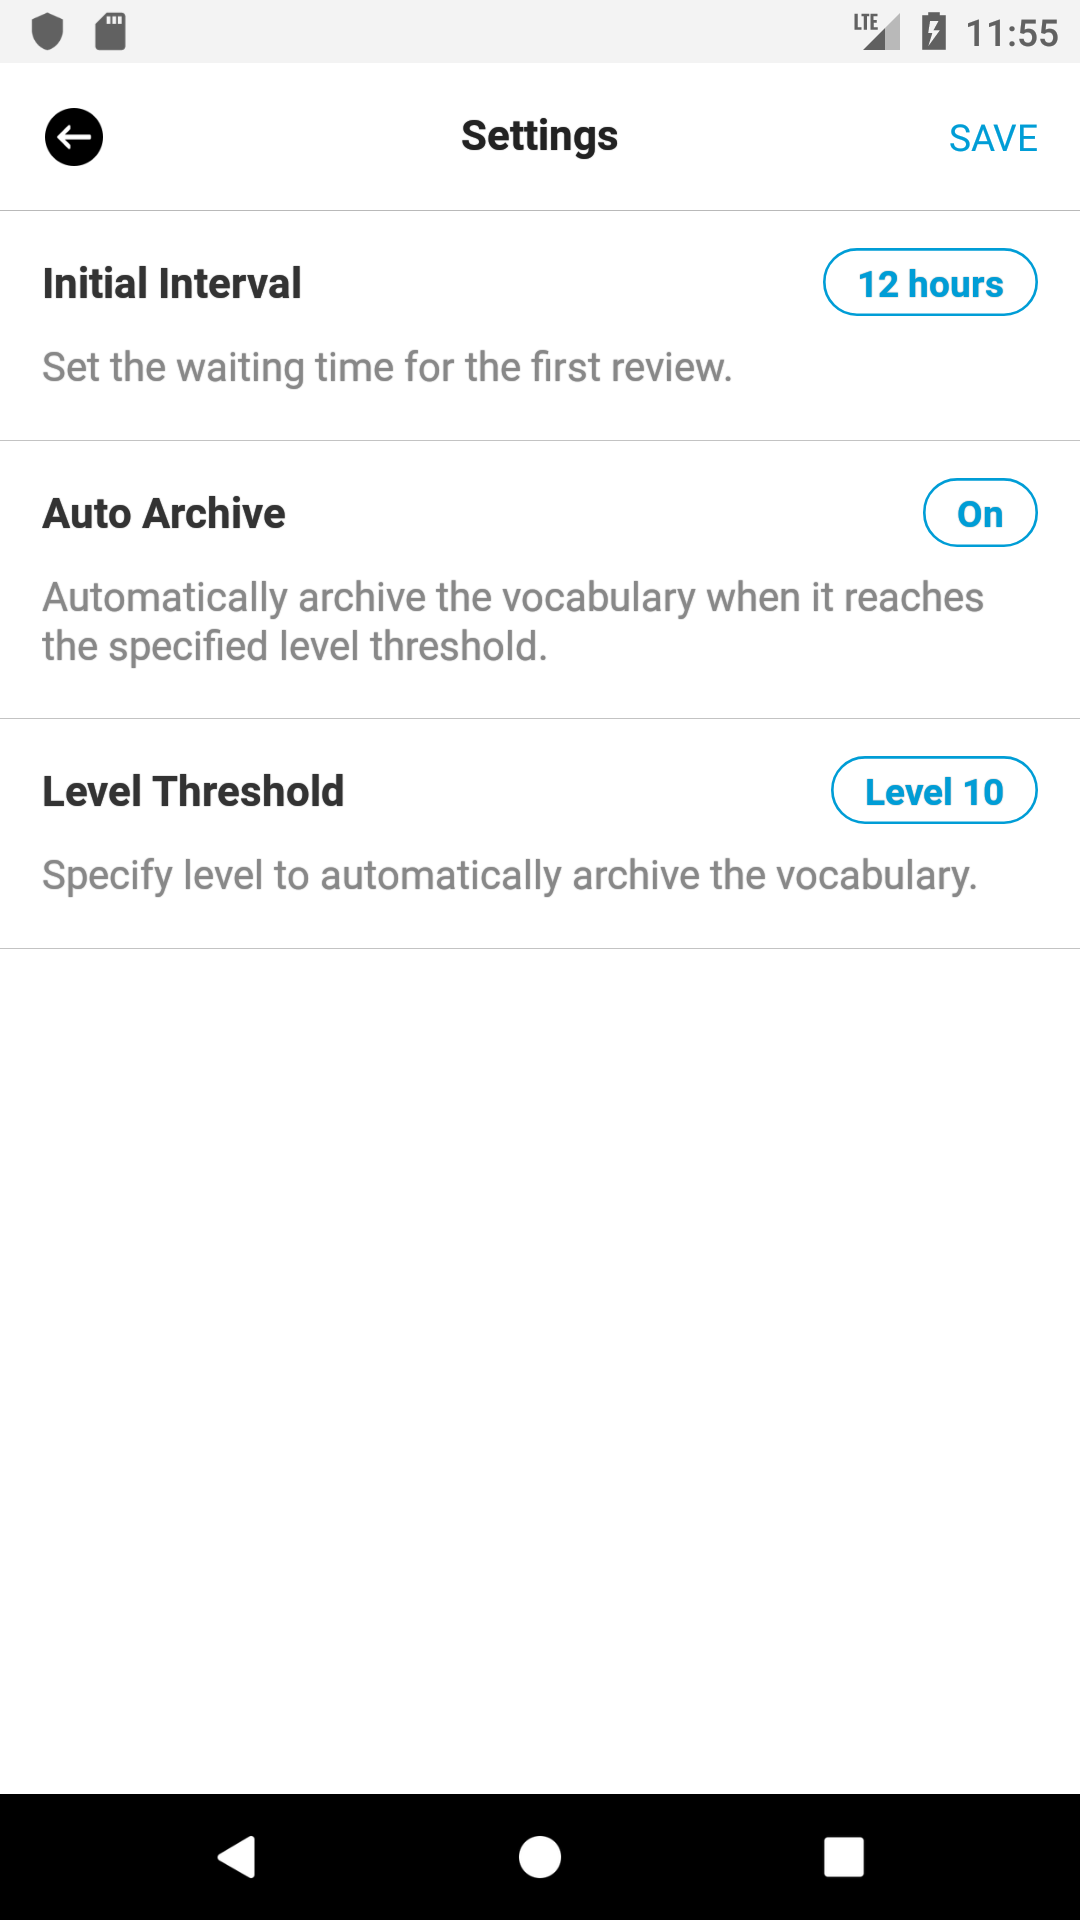 LTE 11:55
Settings SAVE
Initial Interval 12 hours
Set the waiting time for the first review.
Auto Archive On
Automatically archive the vocabulary when it reaches
the specified level threshold.
Level Threshold Level 10
Specify level to automatically archive the vocabulary.